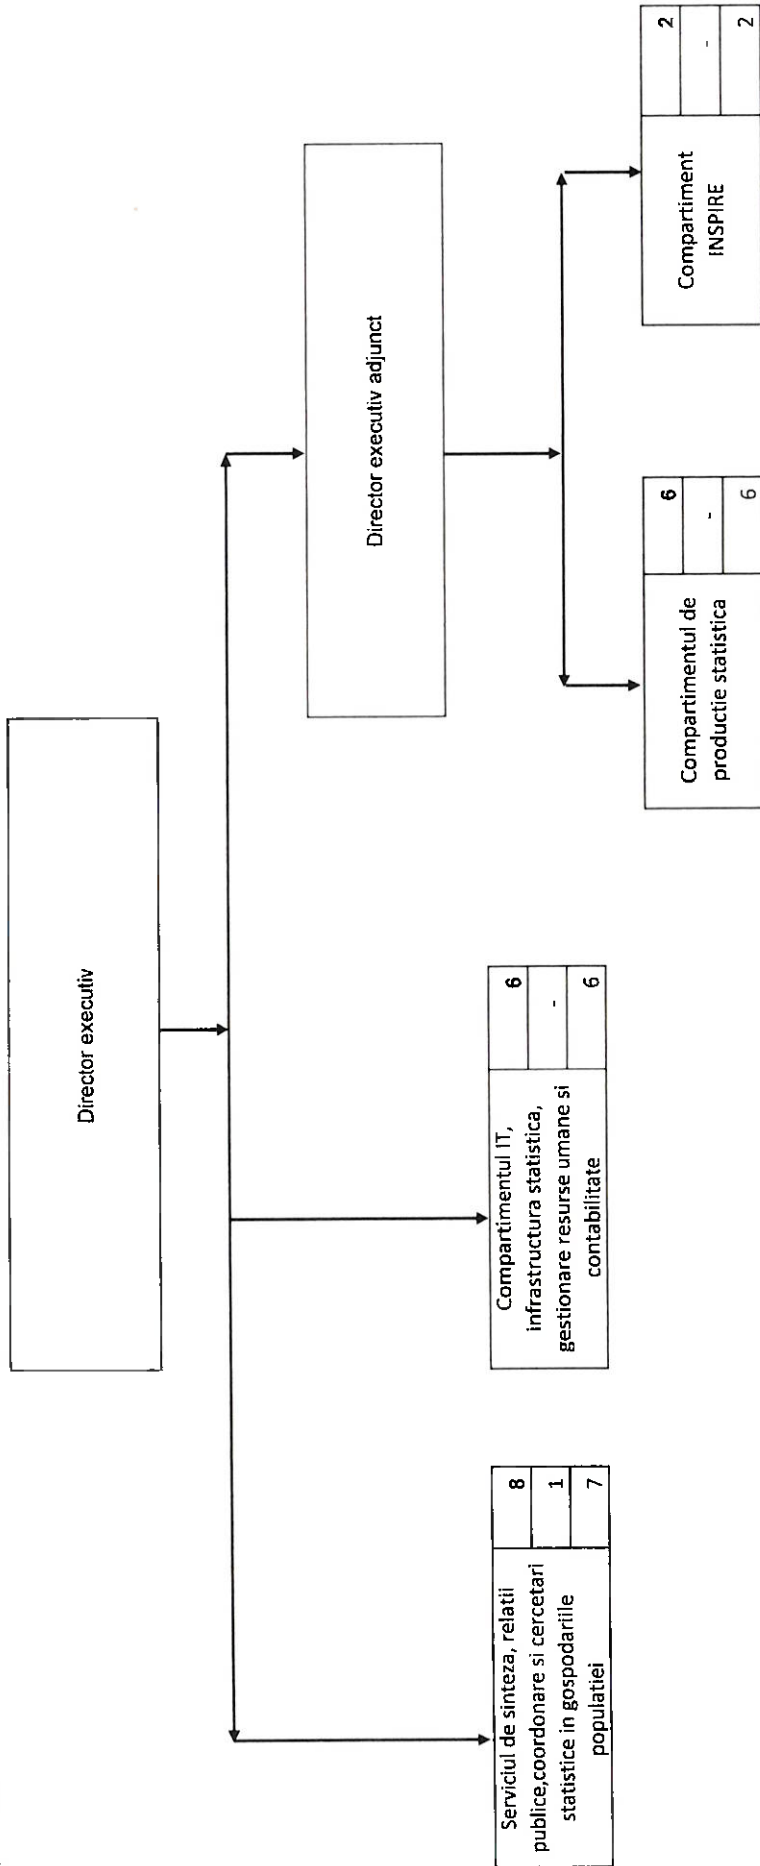 Director executiv
Director executiv adjunct
Serviciul de sinteza, relatii
publice,coordonare si cercetari
statistice in gospodariile
populatiei
8
1
7
Compartimentul IT,
infrastructura statistica,
gestionare resurse umane si
contabilitate
6
-
6
Compartimentul de
productie statistica
6
-
6
Compartiment
INSPIRE
2
-
2